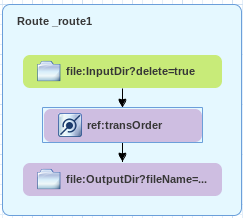 Route _route1
file:InputDir?delete=true
ref:transOrder
file:OutputDir?fileName=...